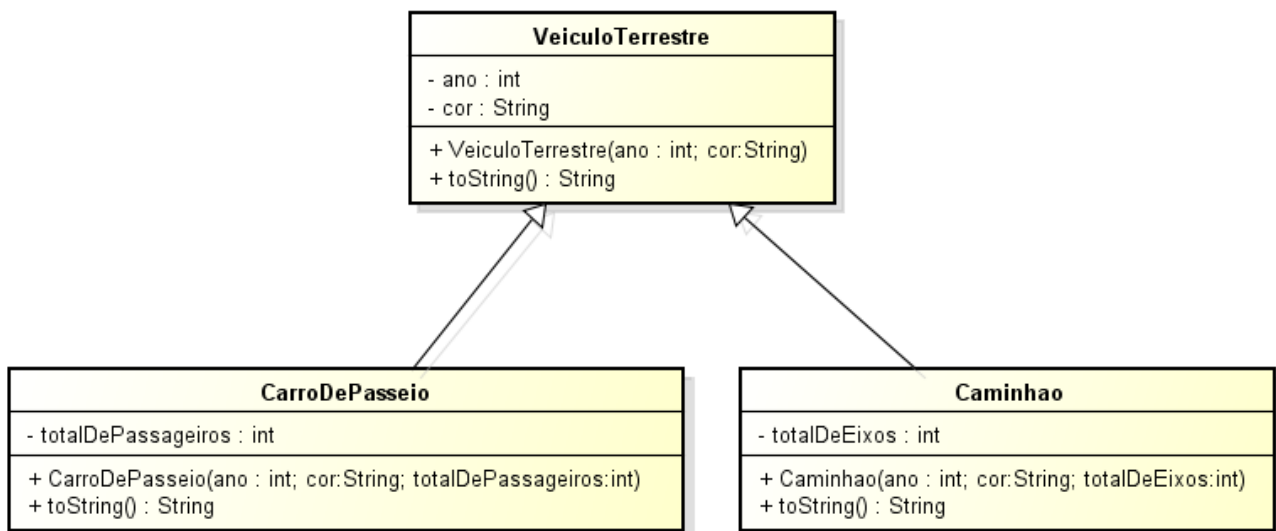 VeiculoTerrestre
- ano : int
- cor : String
+ VeiculoTerrestre(ano : int; cor:String)
+ toString() : String
CarroDePasseio
- totalDePassageiros : int
+ CarroDePasseio(ano : int; cor:String; totalDePassageiros:int)
+ toString() : String
Caminhao
- totalDeEixos : int
+ Caminhao(ano : int; cor:String; totalDeEixos:int)
+ toString() : String